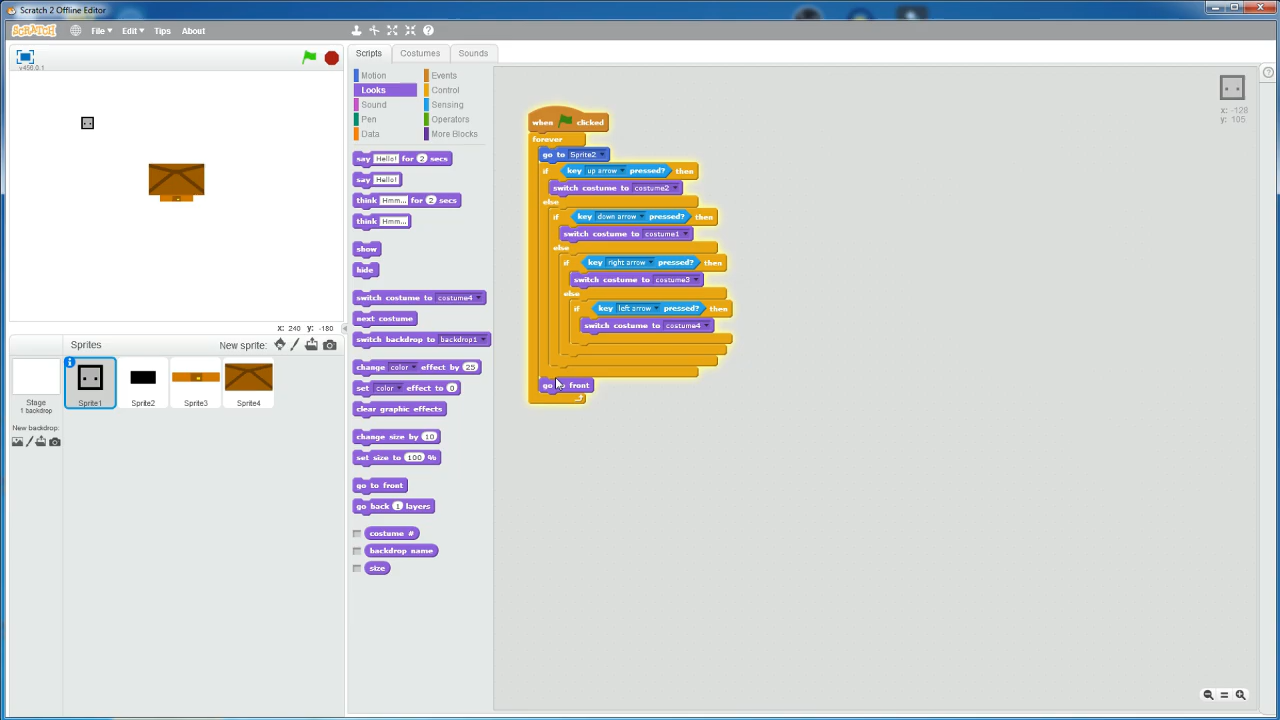 Scratch 2 Offline Editor
SCRATCH File Edit Tips About
v458.0.1
x: 240 y: -180
Sprites New sprite:
Stage
1 backdrop
New backdrop:
Sprite1 Sprite2 Sprite3 Sprite4
Scripts Costumes Sounds
Motion Events
Looks Control
Sound Sensing
Pen Operators
Data More Blocks
say Hello! for 2 secs
say Hello!
think Hmm... for 2 secs
think Hmm...
show
hide
switch costume to costume4
next costume
switch backdrop to backdrop1
change color effect by 25
set color effect to 0
clear graphic effects
change size by 10
set size to 100 %
go to front
go back 1 layers
costume #
backdrop name
size
when clicked
forever
go to Sprite2
if key up arrow pressed? then
switch costume to costume2
else
if key down arrow pressed? then
switch costume to costume1
else
if key right arrow pressed? then
switch costume to costume3
else
if key left arrow pressed? then
switch costume to costume4
go front
x: -128
y: 105